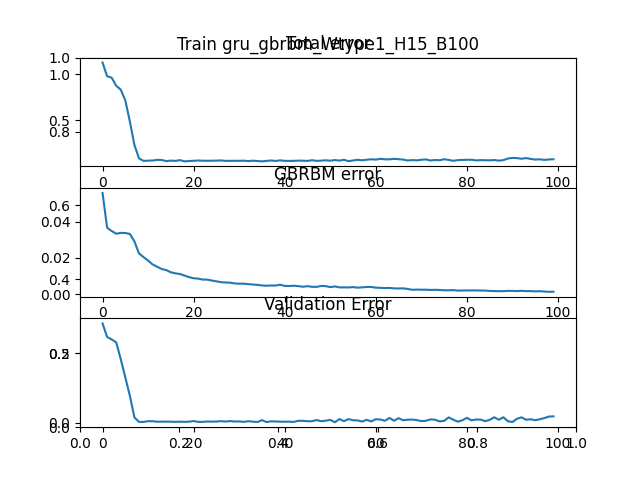 Train gru_gbrbm_Wtype1_H15_B100
Total error
1.0
1.0
0.5
0.8
0 20 40 60 80 100
GBRBM error
0.6
0.04
0.02
0.4
0.00
0 20 40 60 80 100
Validation Error
0.5
0.2
0.0
0.0
0.0 0 0.2 20 0.4 40 0.6 60 80 0.8 100 1.0